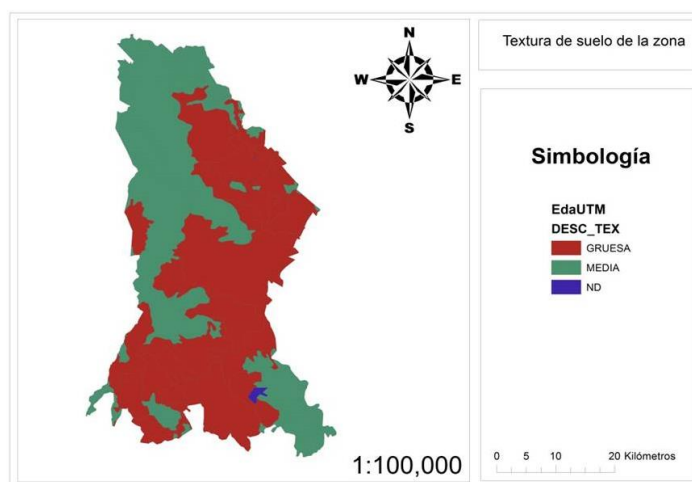 N
W E
S
1:100,000
Textura de suelo de la zona
Simbología
EdaUTM
DESC_TEX
GRUESA
MEDIA
ND
0 5 10 20 Kilómetros